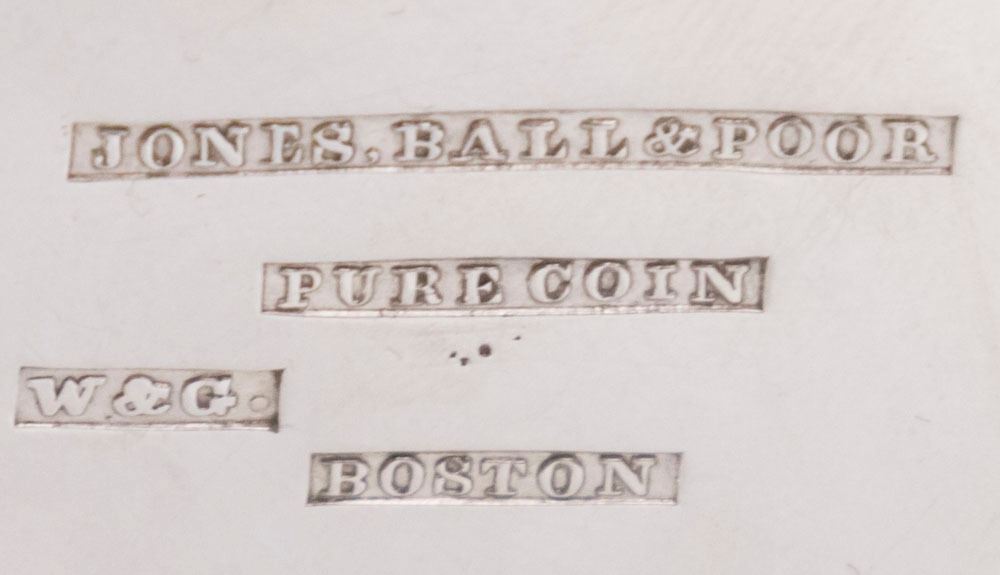 JONES, BALL & POOR
PURE COIN
W & G.
BOSTON